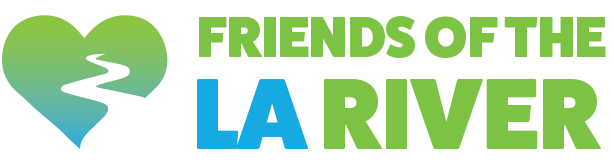 FRIENDS OF THE
LA RIVER